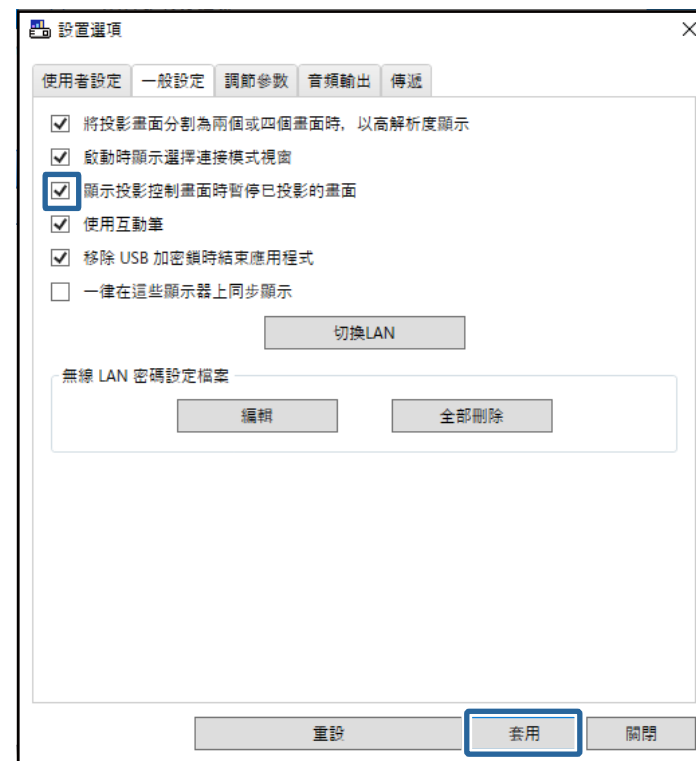 設置選項
使用者設定 一般設定 調節參數 音頻輸出 傳遞
將投影畫面分割為兩個或四個畫面時, 以高解析度顯示
啟動時顯示選擇連接模式視窗
顯示投影控制畫面時暫停已投影的畫面
使用互動筆
移除 USB 加密鎖時結束應用程式
一律在這些顯示器上同步顯示
切換LAN
無線 LAN 密碼設定檔案
編輯 全部刪除
重設 套用 關閉